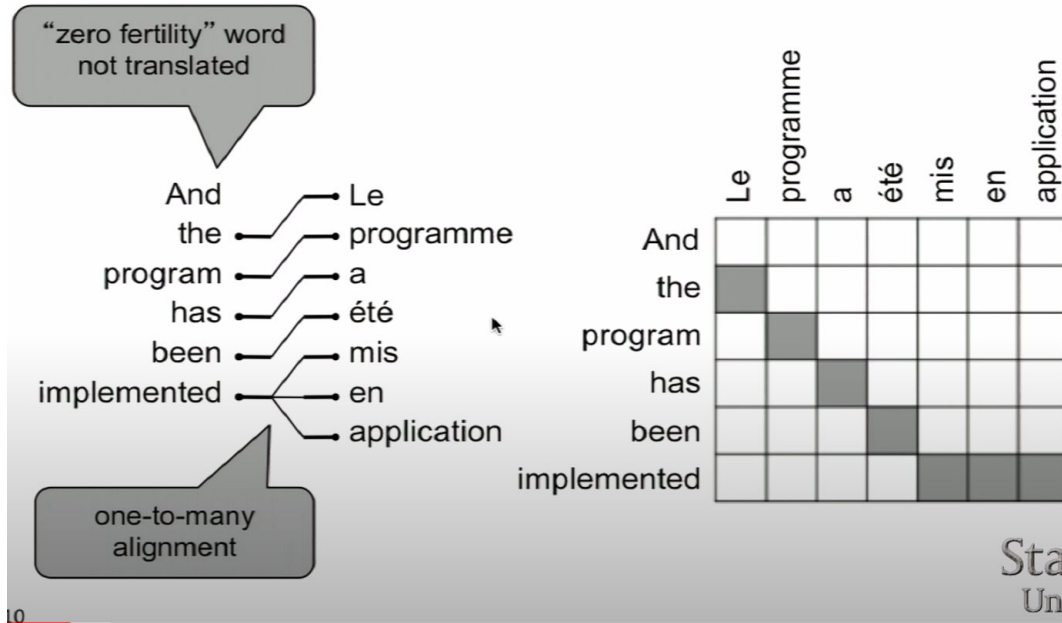 “zero fertility” word
not translated
And
the
program
has
been
implemented
Le
programme
a
été
mis
en
application
one-to-many
alignment
Le
programme
a
été
mis
en
application
And
the
program
has
been
implemented
Sta
Un
10